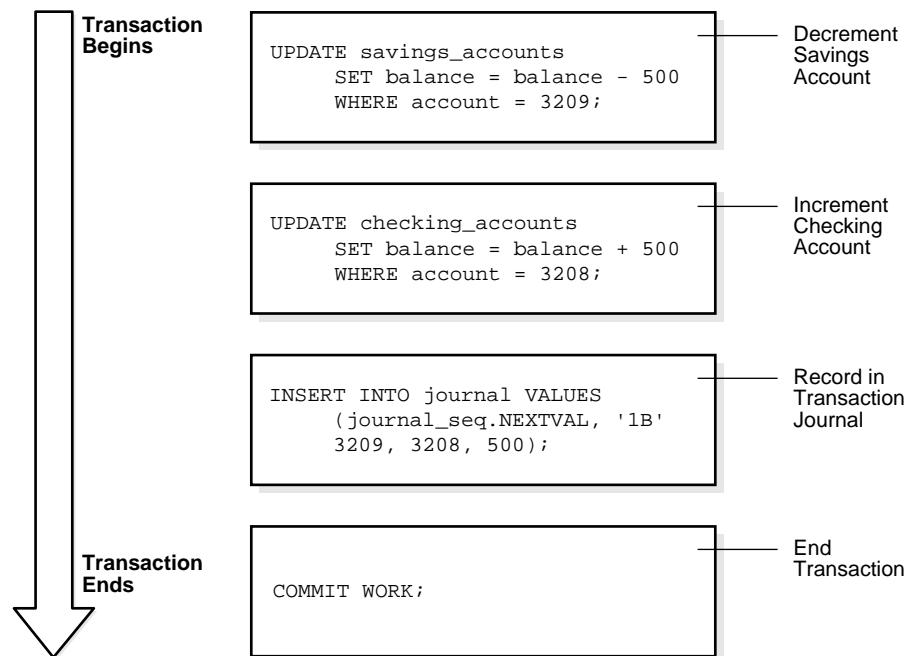 Transaction
Begins
UPDATE savings_accounts
SET balance = balance - 500
WHERE account = 3209;
Decrement
Savings
Account
UPDATE checking_accounts
SET balance = balance + 500
WHERE account = 3208;
Increment
Checking
Account
INSERT INTO journal VALUES
(journal_seq.NEXTVAL, '1B'
3209, 3208, 500);
Record in
Transaction
Journal
Transaction
Ends
COMMIT WORK;
End
Transaction